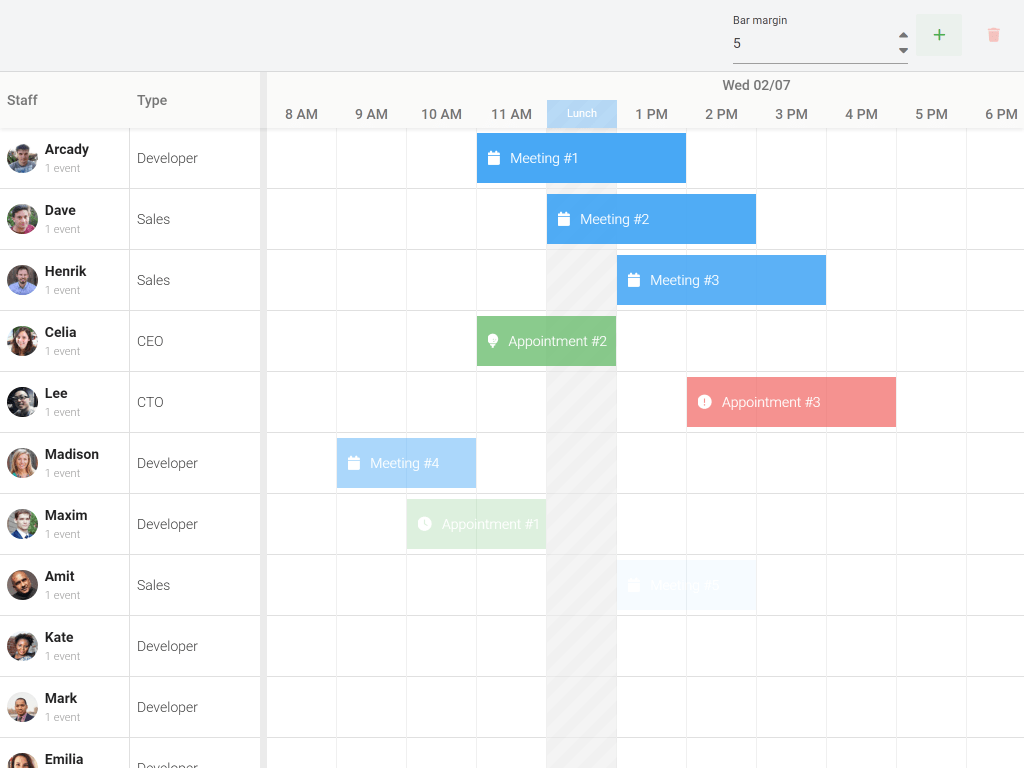 Bar margin
5
Staff
Type
Wed 02/07
8 AM
9 AM
10 AM
11 AM
Lunch
1 PM
2 PM
3 PM
4 PM
5 PM
6 PM
Arcady
1 event
Developer
Meeting #1
Dave
1 event
Sales
Meeting #2
Henrik
1 event
Sales
Meeting #3
Celia
1 event
CEO
Appointment #2
Lee
1 event
CTO
Appointment #3
Madison
1 event
Developer
Meeting #4
Maxim
1 event
Developer
Appointment #1
Amit
1 event
Sales
Meeting
Kate
1 event
Developer
Mark
1 event
Developer
Emilia
Developer